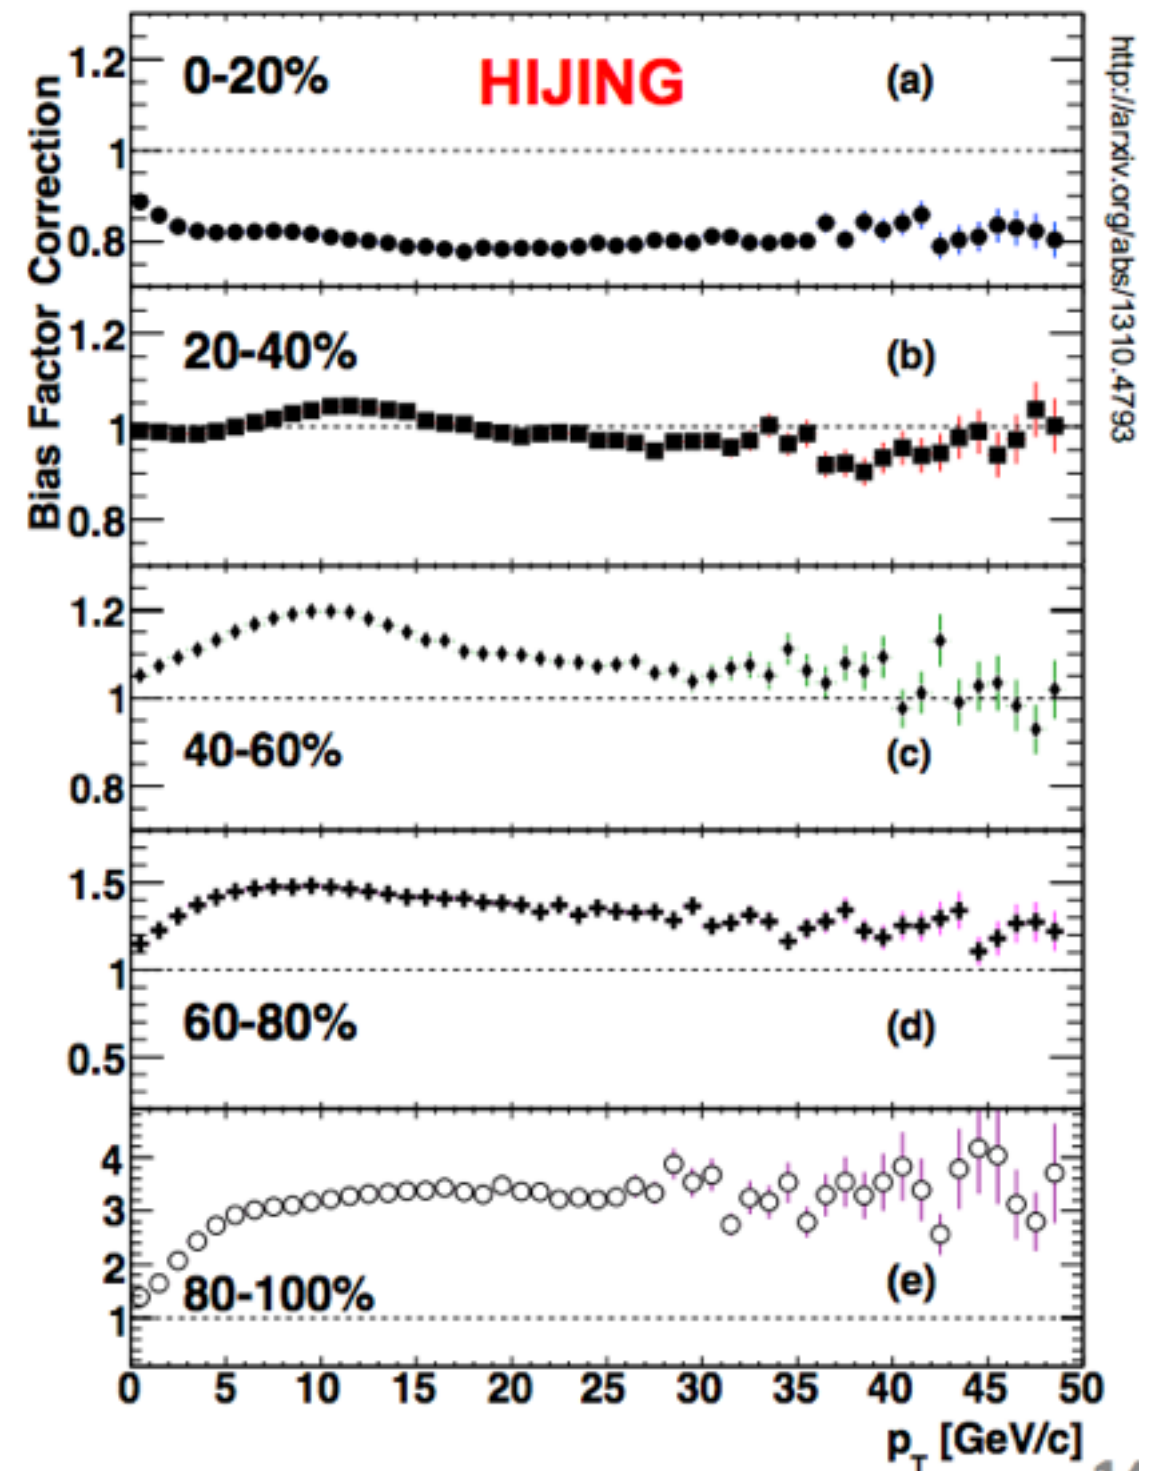 1.2
0-20%
HIJING
(a)
1
0.8
Bias Factor Correction
http://arxiv.org/abs/1310.4793
1.2
20-40%
(b)
1
0.8
1.2
1
40-60%
(c)
0.8
1.5
1
60-80%
(d)
0.5
4
3
2
80-100%
(e)
1
0 5 10 15 20 25 30 35 40 45 50
p_T [GeV/c]